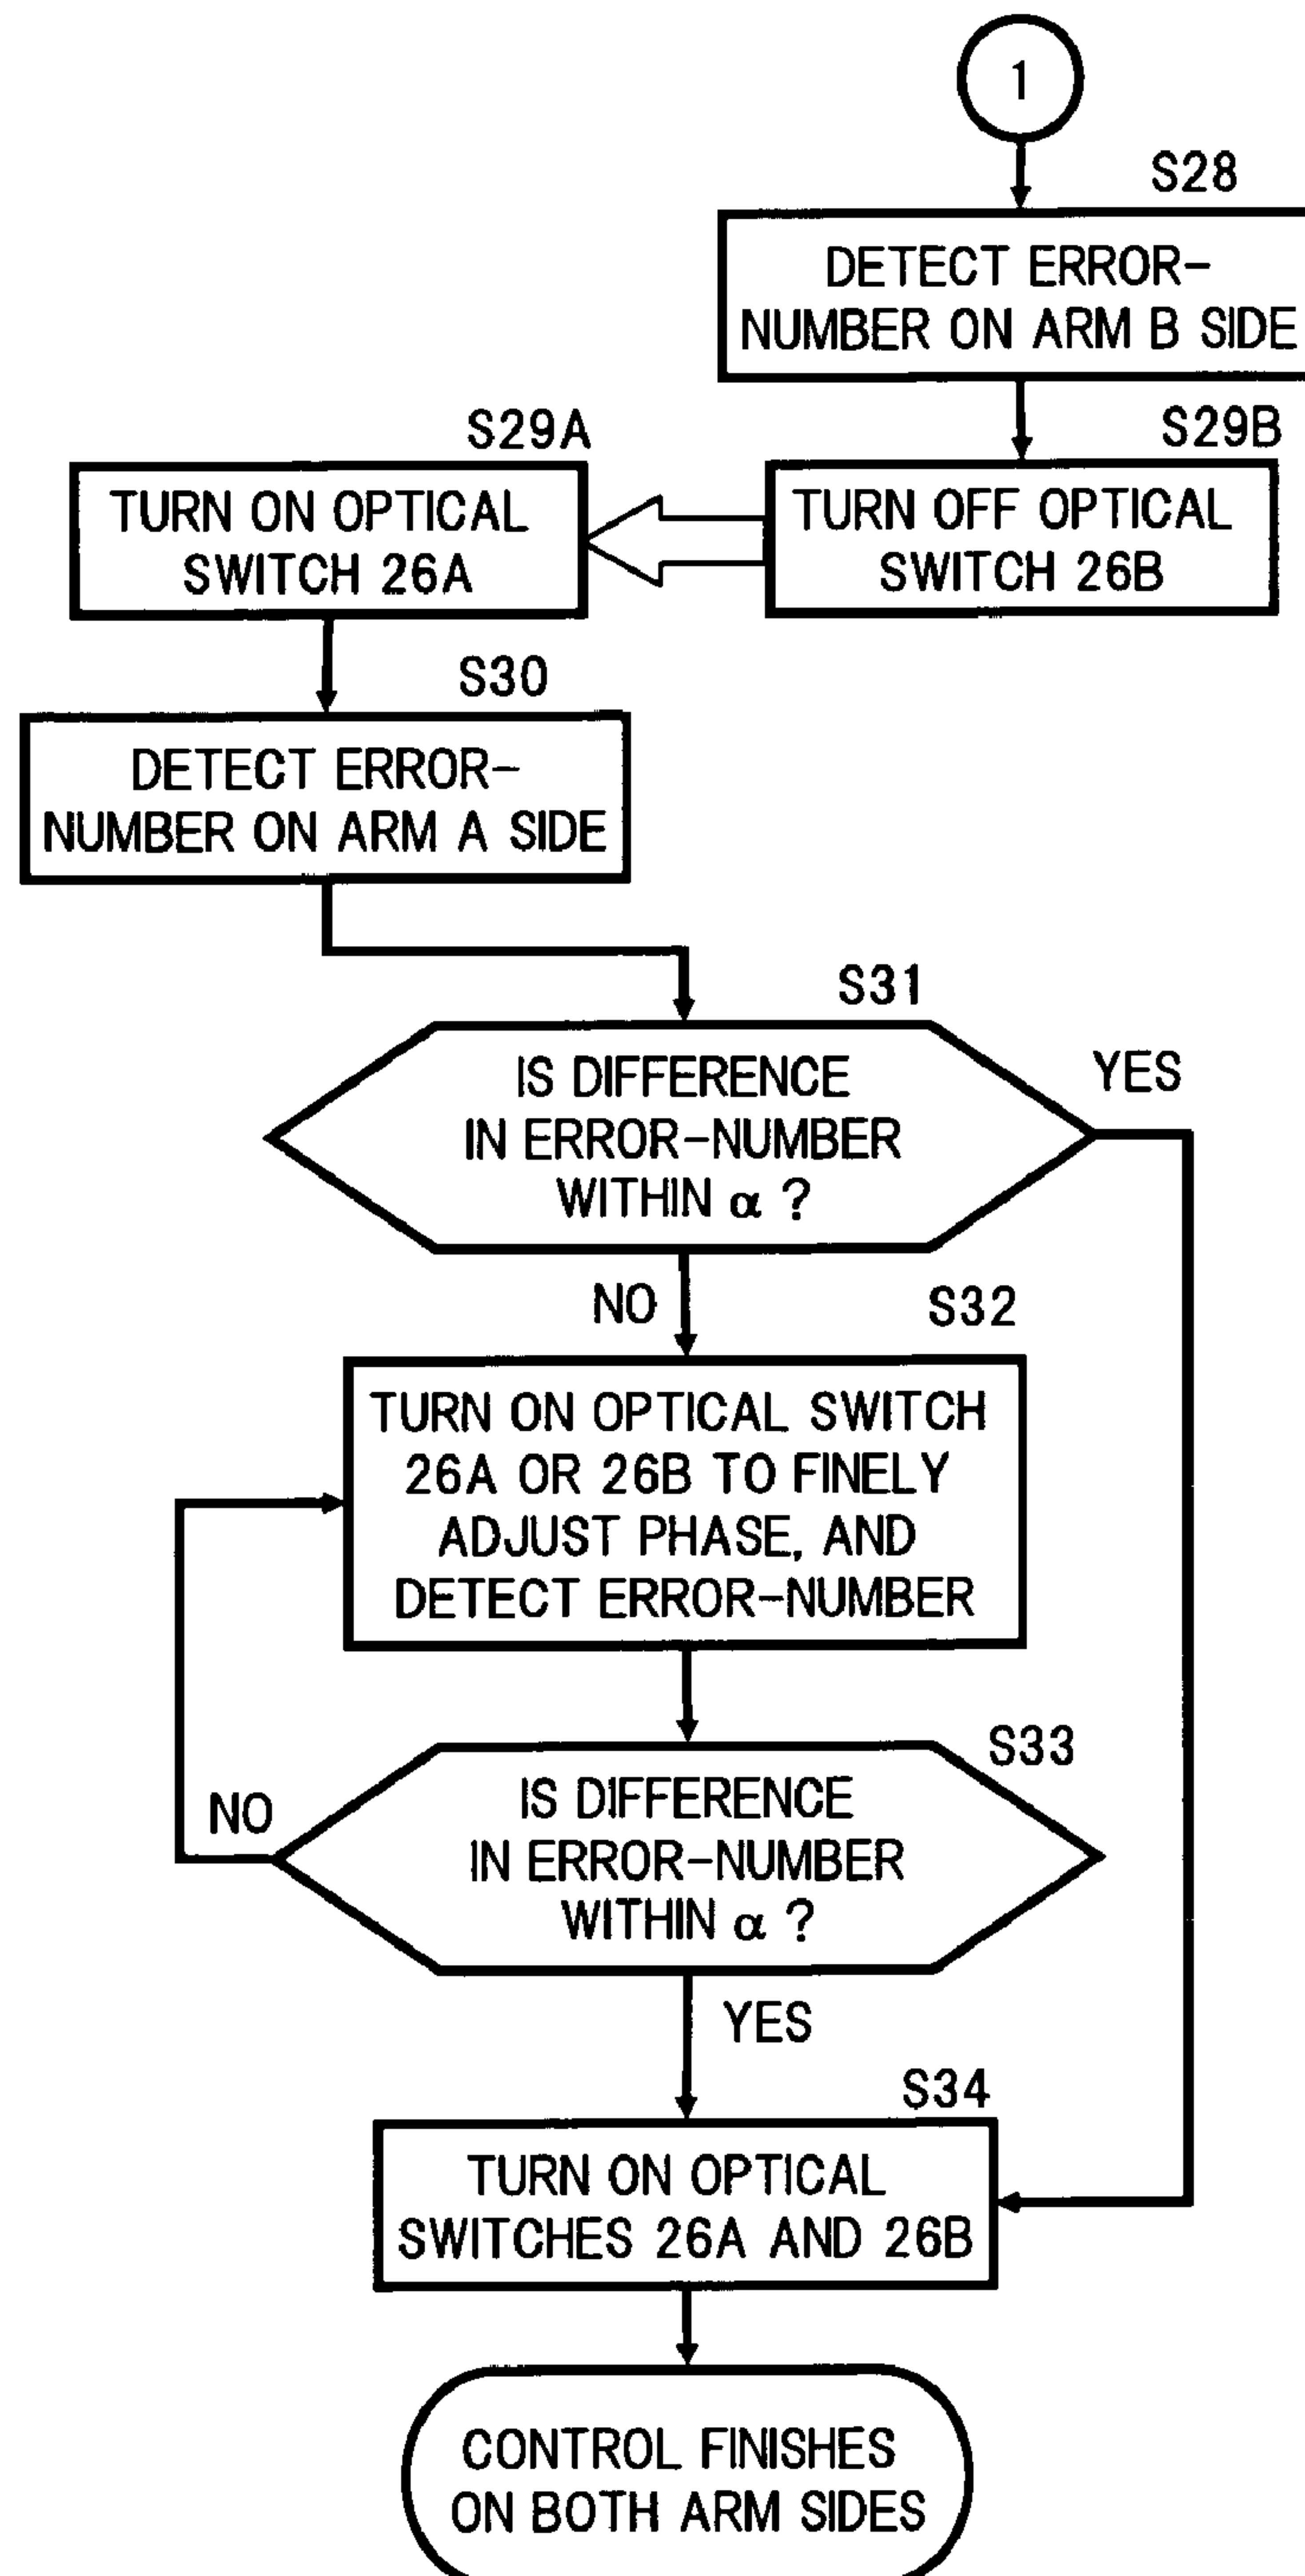 1
S28
DETECT ERROR-
NUMBER ON ARM B SIDE
S29A
TURN ON OPTICAL
SWITCH 26A
S29B
TURN OFF OPTICAL
SWITCH 26B
S30
DETECT ERROR-
NUMBER ON ARM A SIDE
S31
IS DIFFERENCE
IN ERROR-NUMBER
WITHIN α ?
YES
NO
S32
TURN ON OPTICAL SWITCH
26A OR 26B TO FINELY
ADJUST PHASE, AND
DETECT ERROR-NUMBER
S33
IS DIFFERENCE
IN ERROR-NUMBER
WITHIN α ?
NO
YES
S34
TURN ON OPTICAL
SWITCHES 26A AND 26B
CONTROL FINISHES
ON BOTH ARM SIDES